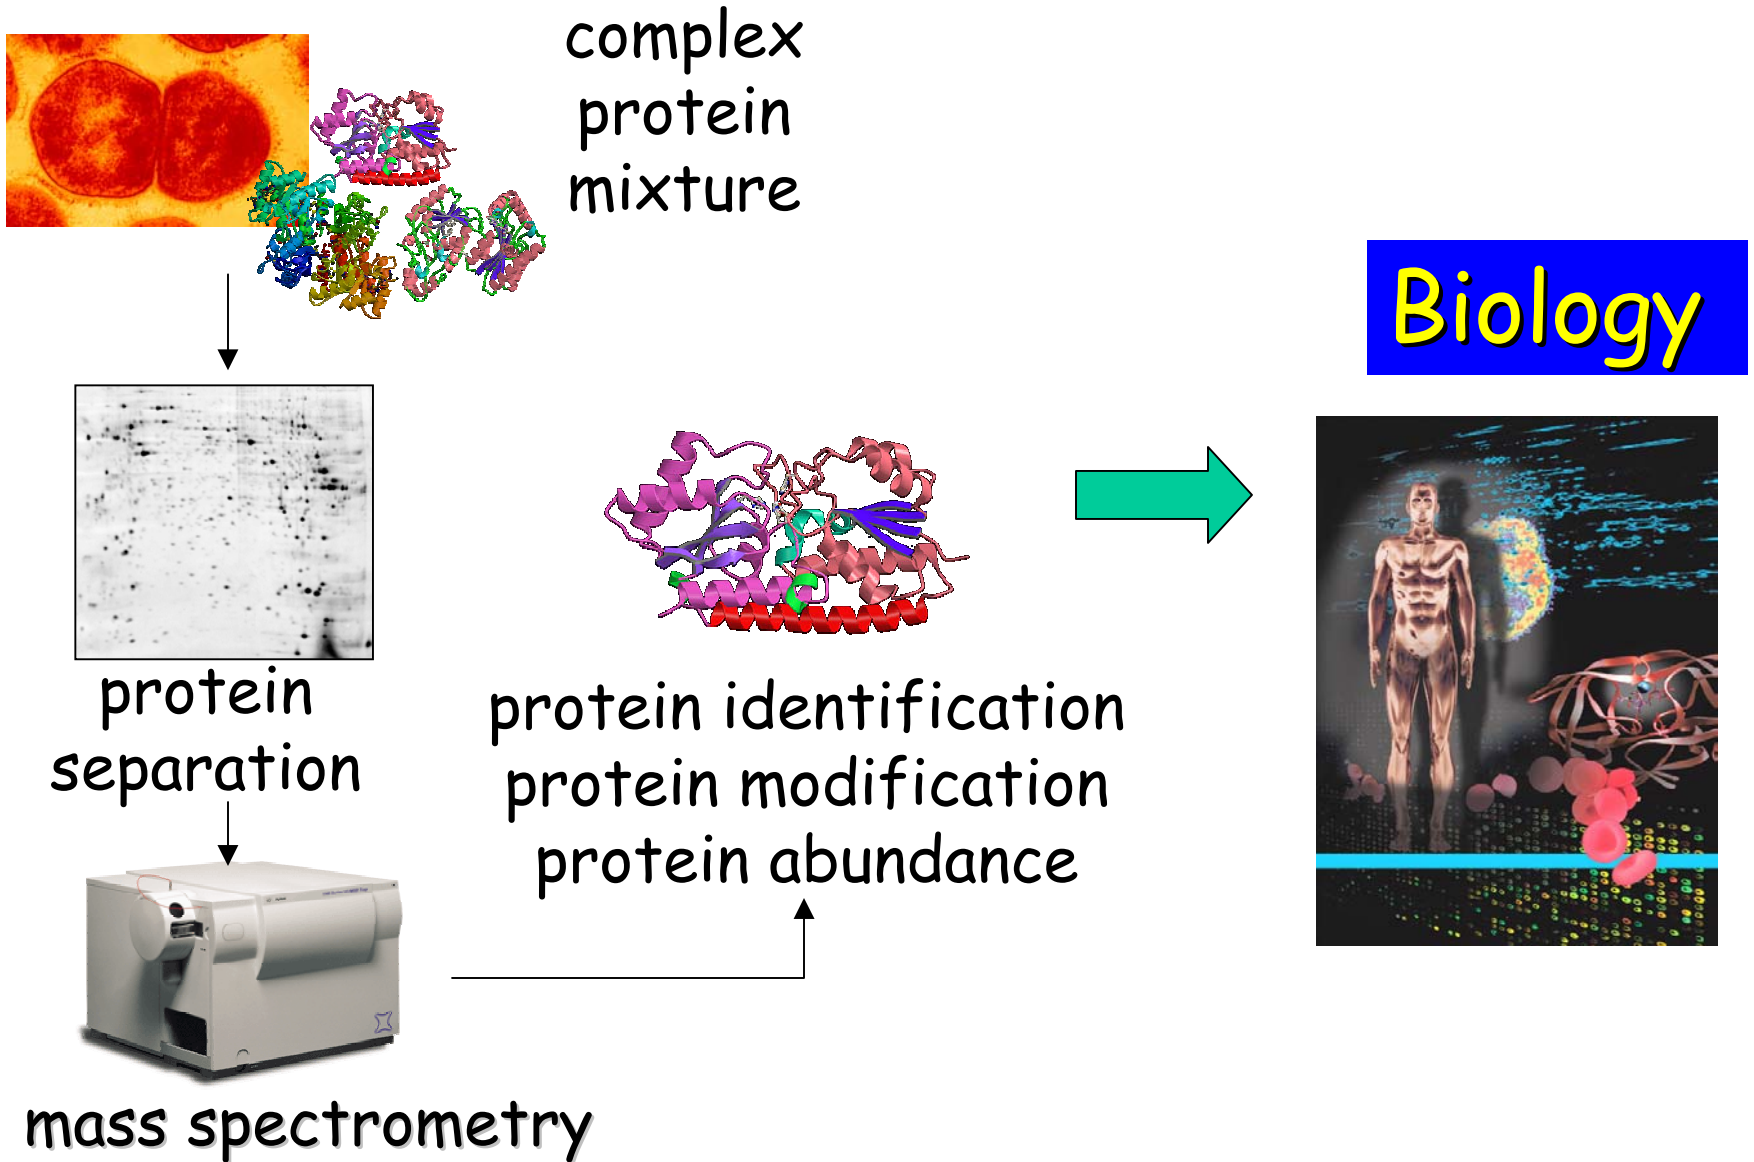 complex
protein
mixture
Biology
protein
separation
protein identification
protein modification
protein abundance
mass spectrometry